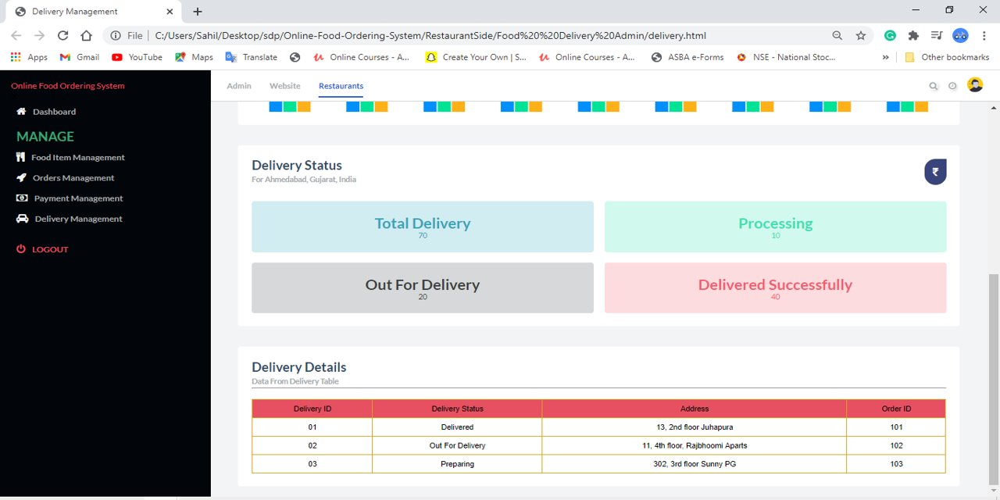 Delivery Management
File
C:/Users/Sahil/Desktop/sdp/Online-Food-Ordering-System/RestaurantSide/Food%20%20Delivery%20Admin/delivery.html
Apps Gmail YouTube Maps Translate Online Courses - A... Create Your Own | S... Online Courses - A... ASBA e-Forms NSE - National Stoc... » Other bookmarks
Online Food Ordering System
Dashboard
MANAGE
Food Item Management
Orders Management
Payment Management
Delivery Management
LOGOUT
Admin Website Restaurants
Delivery Status
For Ahmedabad, Gujarat, India
₹
Total Delivery
70
Processing
10
Out For Delivery
20
Delivered Successfully
40
Delivery Details
Data From Delivery Table
Delivery ID Delivery Status Address Order ID
01 Delivered 13, 2nd floor Juhapura 101
02 Out For Delivery 11, 4th floor, Rajbhoomi Aparts 102
03 Preparing 302, 3rd floor Sunny PG 103